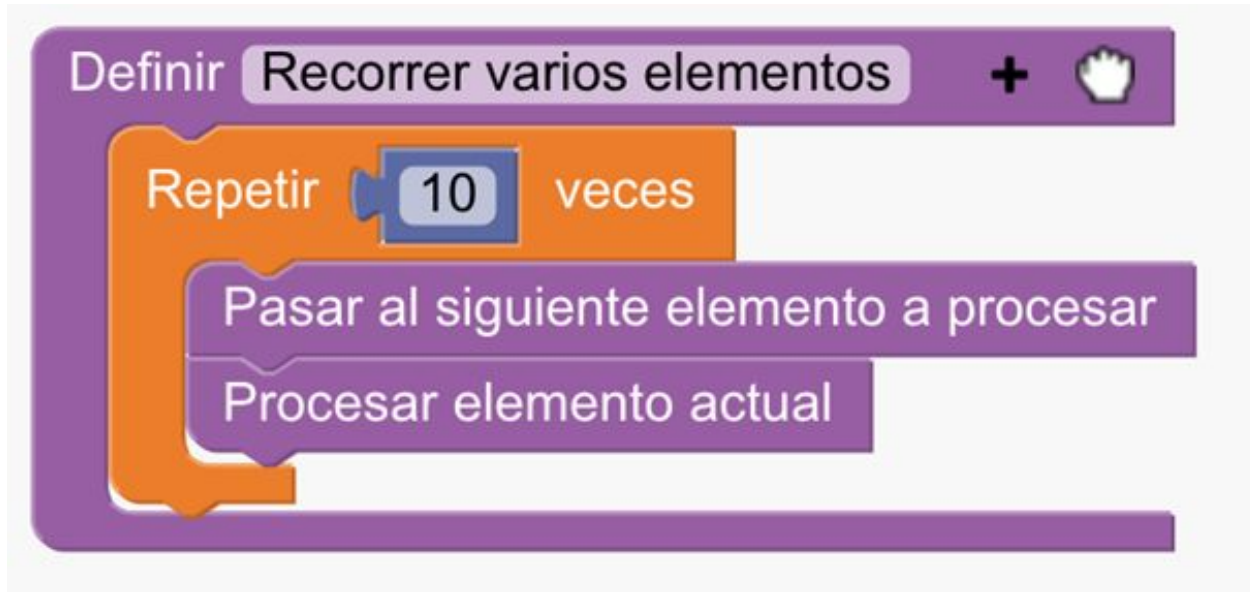 Definir Recorrer varios elementos +
Repetir 10 veces
Pasar al siguiente elemento a procesar
Procesar elemento actual